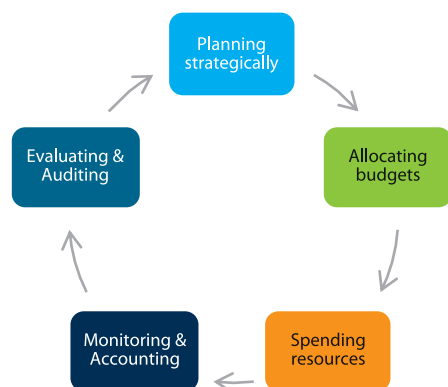 Planning
strategically
Allocating
budgets
Spending
resources
Monitoring &
Accounting
Evaluating &
Auditing